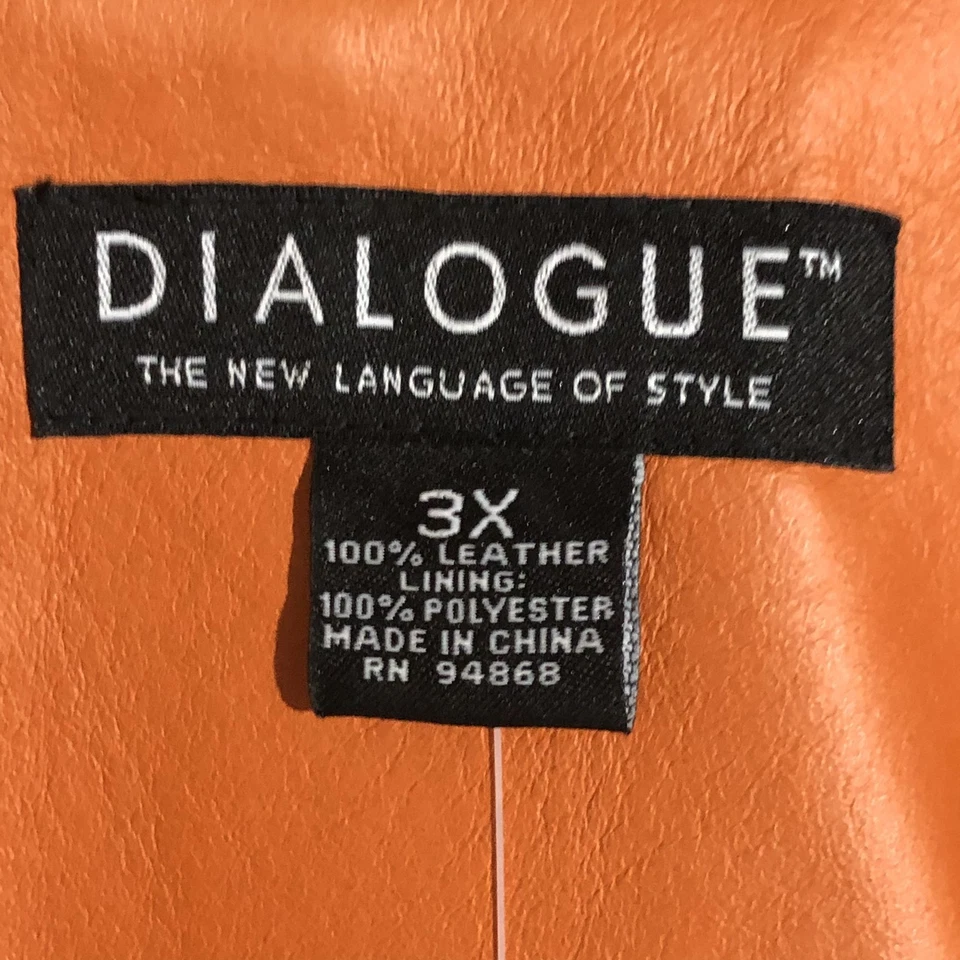 DIALOGUE™
THE NEW LANGUAGE OF STYLE
3X
100% LEATHER
LINING:
100% POLYESTER
MADE IN CHINA
RN 94868